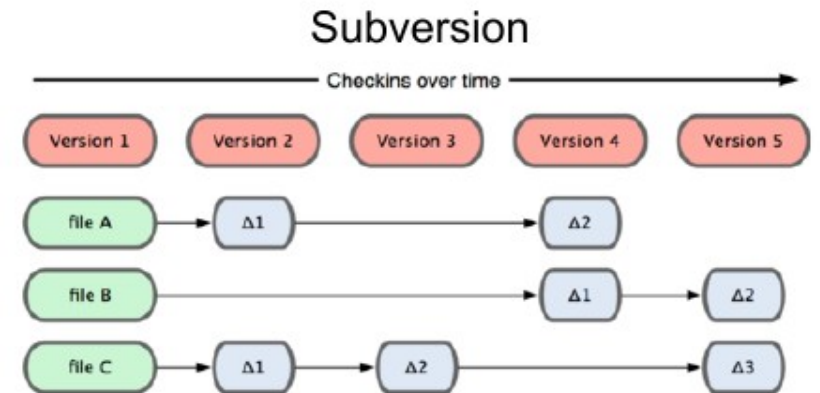 Subversion
Checkins over time
Version 1 Version 2 Version 3 Version 4 Version 5
file A Δ1 Δ2
file B Δ1 Δ2
file C Δ1 Δ2 Δ3